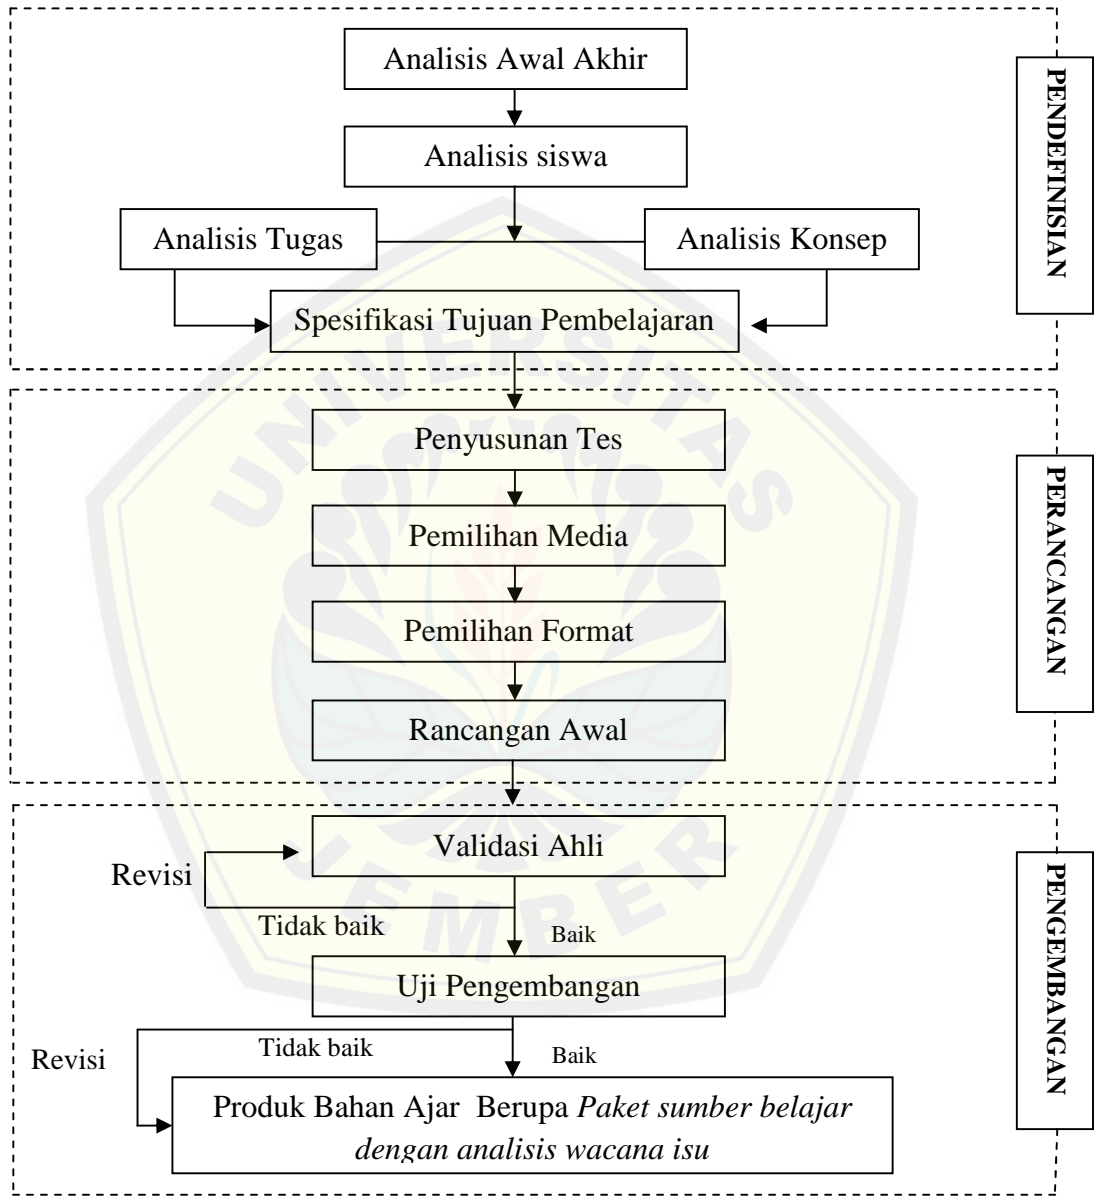 Analisis Awal Akhir
PENDEFINISIAN
Analisis siswa
Analisis Tugas
Analisis Konsep
Spesifikasi Tujuan Pembelajaran
Penyusunan Tes
PERANCANGAN
Pemilihan Media
Pemilihan Format
Rancangan Awal
Validasi Ahli
PENGEMBANGAN
Revisi
Tidak baik
Baik
Uji Pengembangan
Revisi
Tidak baik
Baik
Produk Bahan Ajar Berupa Paket sumber belajar
dengan analisis wacana isu
UNIVERSITAS
JEMBER